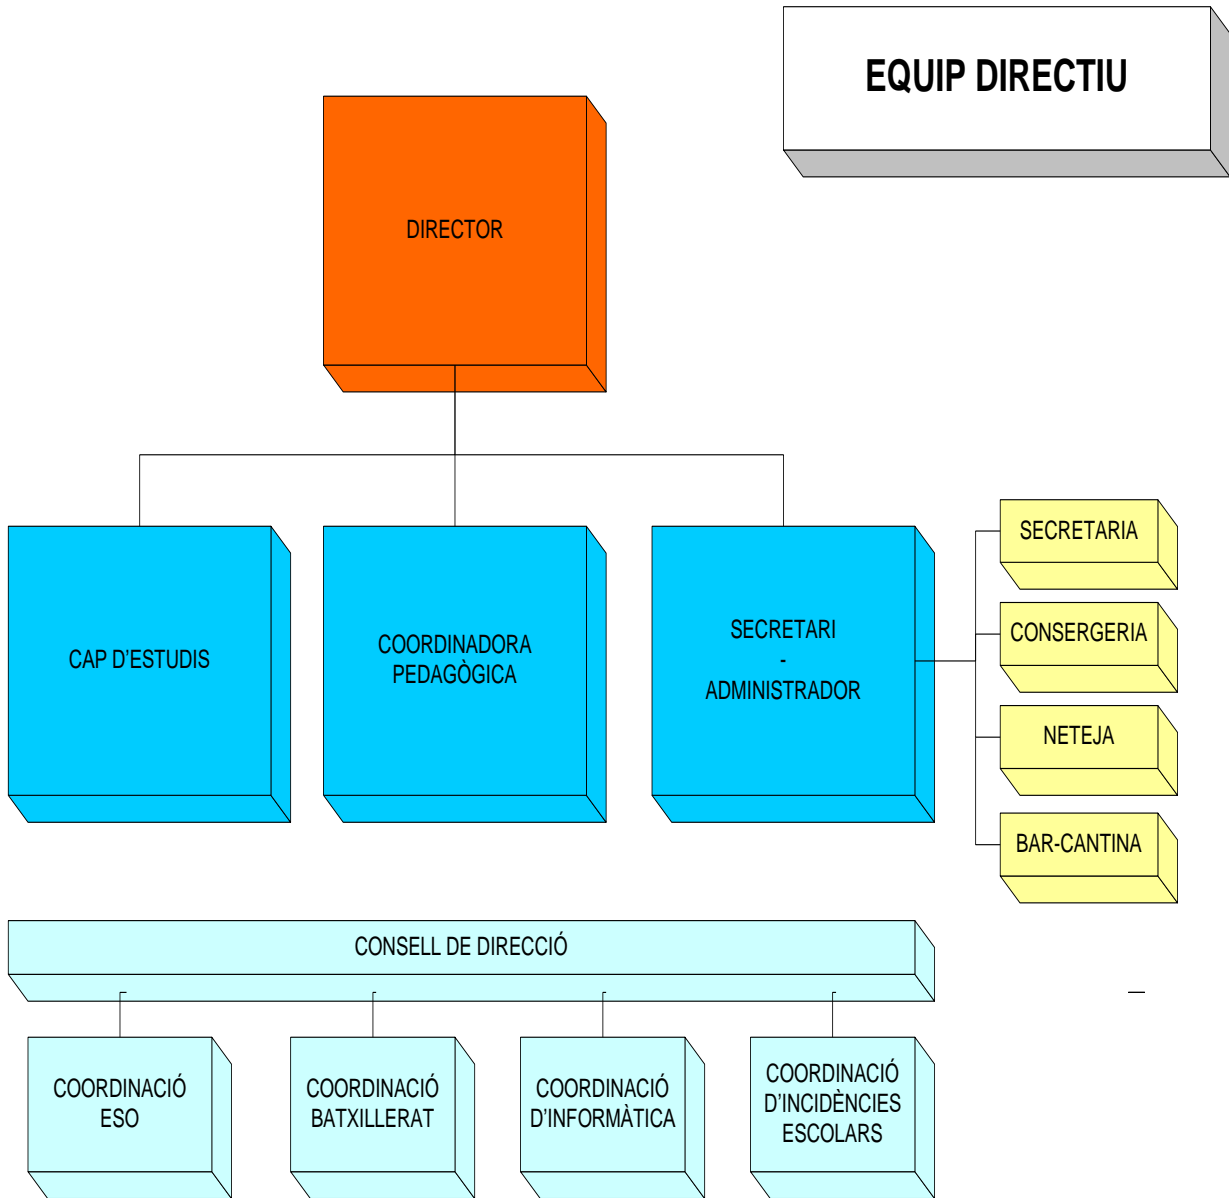 EQUIP DIRECTIU
DIRECTOR
CAP D'ESTUDIS
COORDINADORA
PEDAGÒGICA
SECRETARI
-
ADMINISTRADOR
SECRETARIA
CONSERGERIA
NETEJA
BAR-CANTINA
CONSELL DE DIRECCIÓ
COORDINACIÓ
ESO
COORDINACIÓ
BATXILLERAT
COORDINACIÓ
D'INFORMÀTICA
COORDINACIÓ
D'INCIDÈNCIES
ESCOLARS